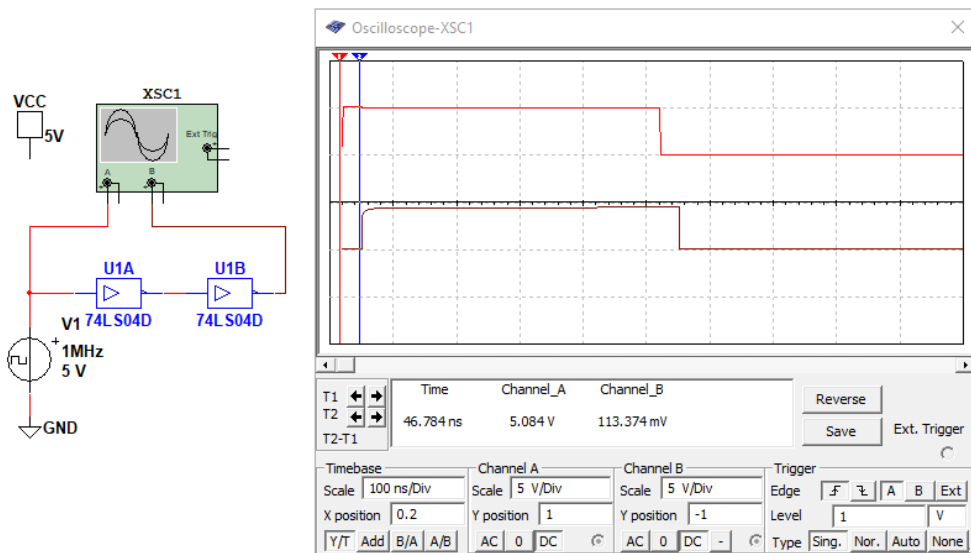 Oscilloscope-XSC1
1 2
VCC
5V
XSC1
Ext Trig
A B
U1A U1B
74LS04D 74LS04D
V1
1MHz
5 V
GND
T1
T2
T2-T1
Time Channel_A Channel_B
46.784 ns 5.084 V 113.374 mV
Reverse
Save
Ext. Trigger
Timebase
Scale 100 ns/Div
X position 0.2
Y/T Add B/A A/B
Channel A
Scale 5 V/Div
Y position 1
AC 0 DC
Channel B
Scale 5 V/Div
Y position -1
AC 0 DC -
Trigger
Edge A B Ext
Level 1 V
Type Sing. Nor. Auto None